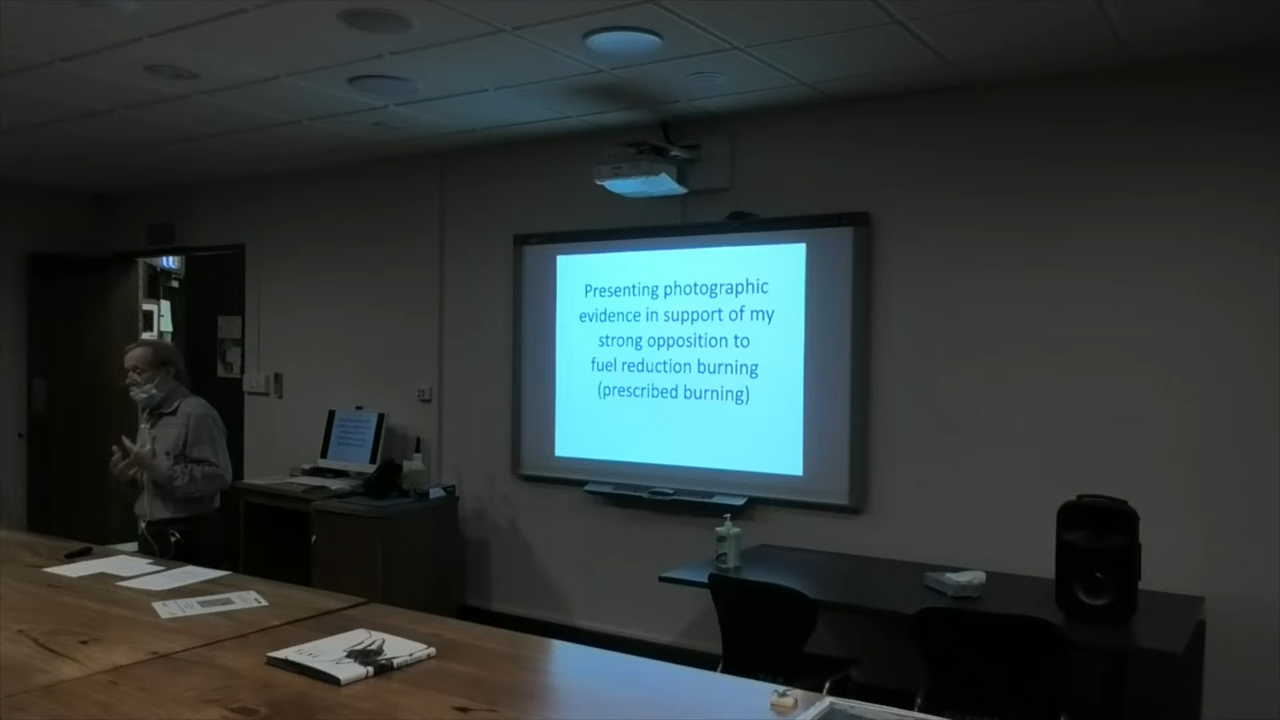 Presenting photographic
evidence in support of my
strong opposition to
fuel reduction burning
(prescribed burning)